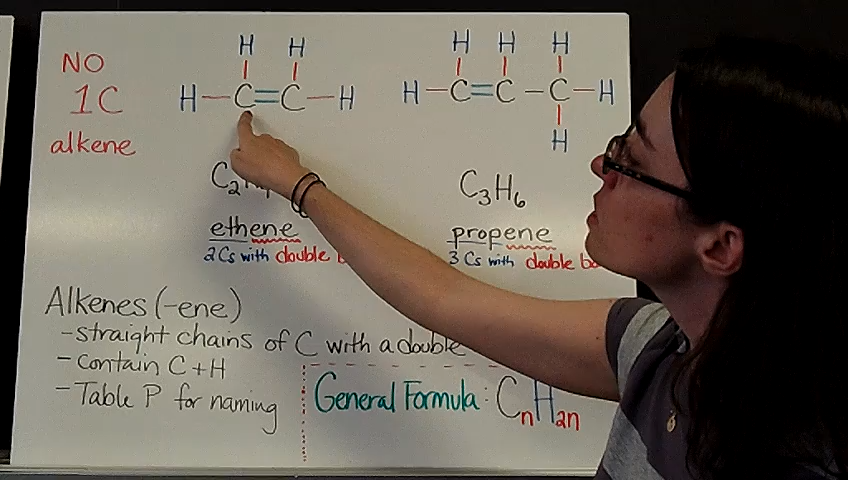 NO
1C
alkene
H H
H C C H
H H H
H C C C H
H
C2
C3H6
ethene
propene
2 Cs with double
3 Cs with double
Alkenes (-ene)
- straight chains of C with a double
- contain C + H
- Table P for naming
General Formula: CnH2n